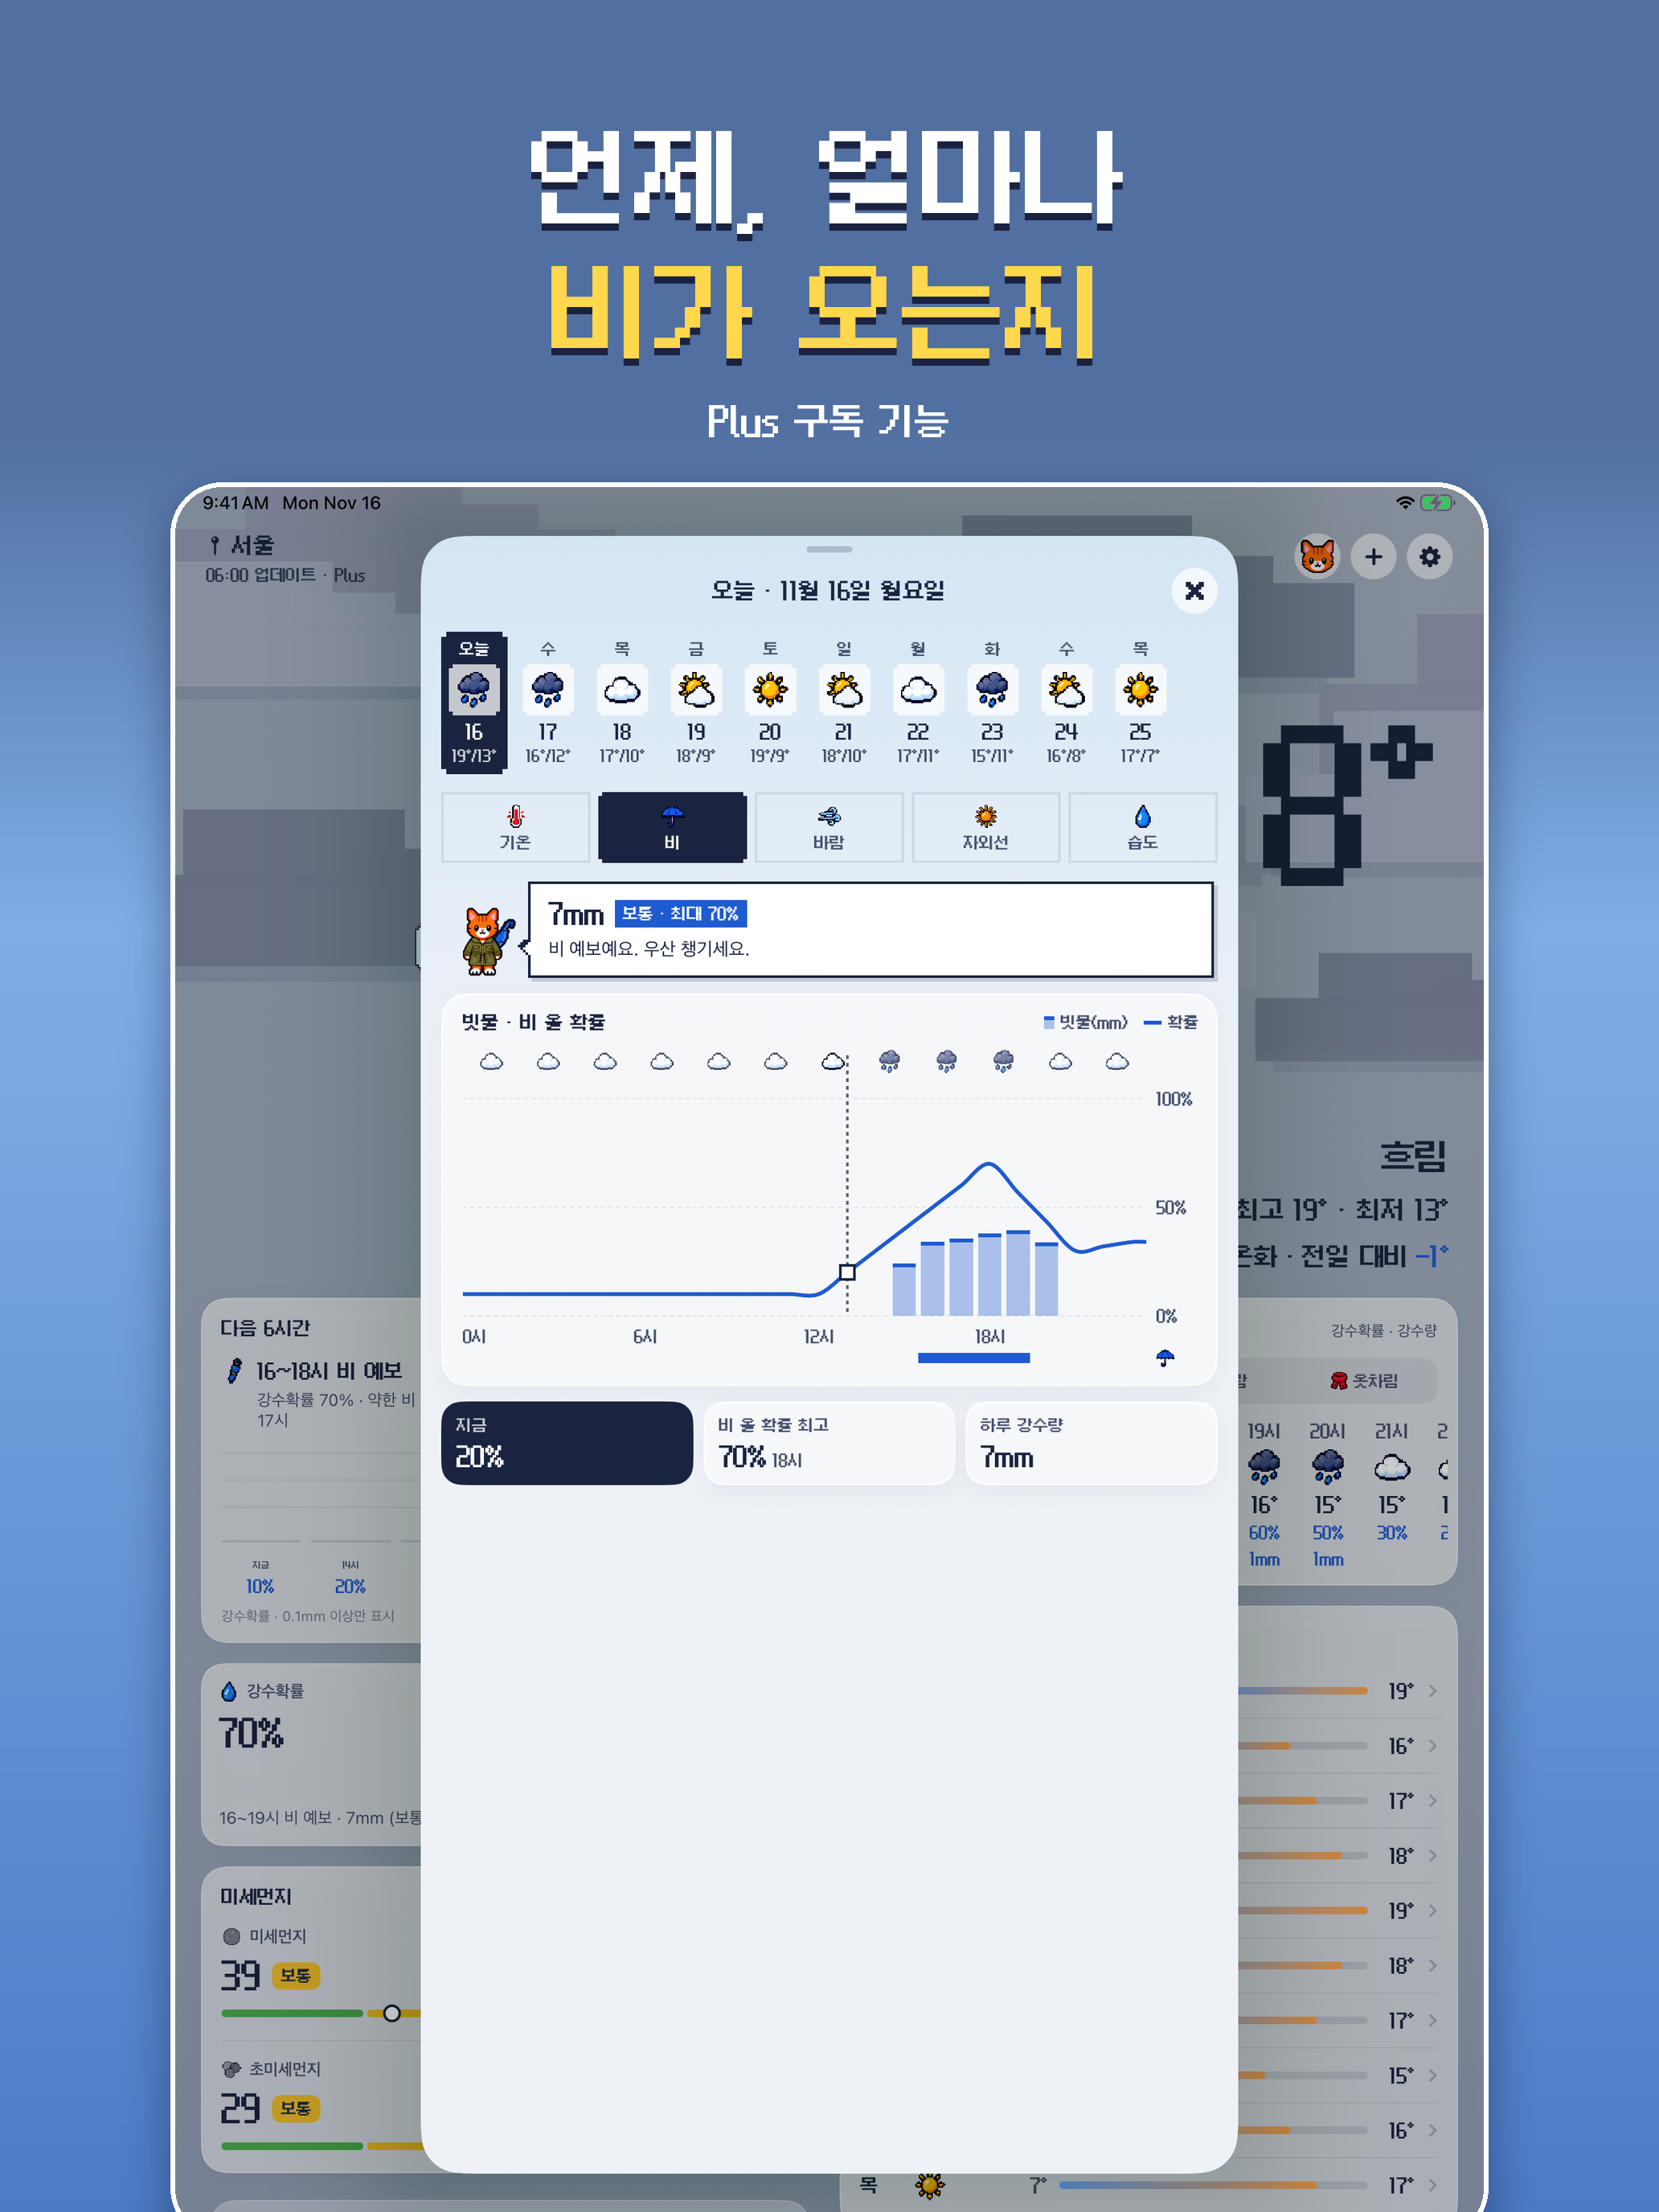 언제, 얼마나
비가 오는지
Plus 구독 기능
9:41 AM Mon Nov 16
서울
06:00 업데이트 · Plus
오늘 · 11월 16일 월요일
오늘 수 목 금 토 일 월 화 수 목
16 17 18 19 20 21 22 23 24 25
19°/13° 16°/12° 17°/10° 18°/9° 19°/9° 18°/10° 17°/11° 15°/11° 16°/8° 17°/7°
8°
기온 비 바람 자외선 습도
7mm 보통 · 최대 70%
비 예보예요. 우산 챙기세요.
빗물 · 비 올 확률 빗물(mm) 확률
100%
50%
0%
0시 6시 12시 18시
지금 비 올 확률 최고 하루 강수량
20% 70% 18시 7mm
흐림
최고 19° · 최저 13°
온화 · 전일 대비 -1°
다음 6시간
16~18시 비 예보
강수확률 70% · 약한 비
17시
지금 14시
10% 20%
강수확률 · 0.1mm 이상만 표시
강수확률 · 강수량
옷차림
19시 20시 21시
16° 15° 15°
60% 50% 30%
1mm 1mm
강수확률
70%
16~19시 비 예보 · 7mm (보통
미세먼지
미세먼지
39 보통
초미세먼지
29 보통
19°
16°
17°
18°
19°
18°
17°
15°
16°
목 7° 17°